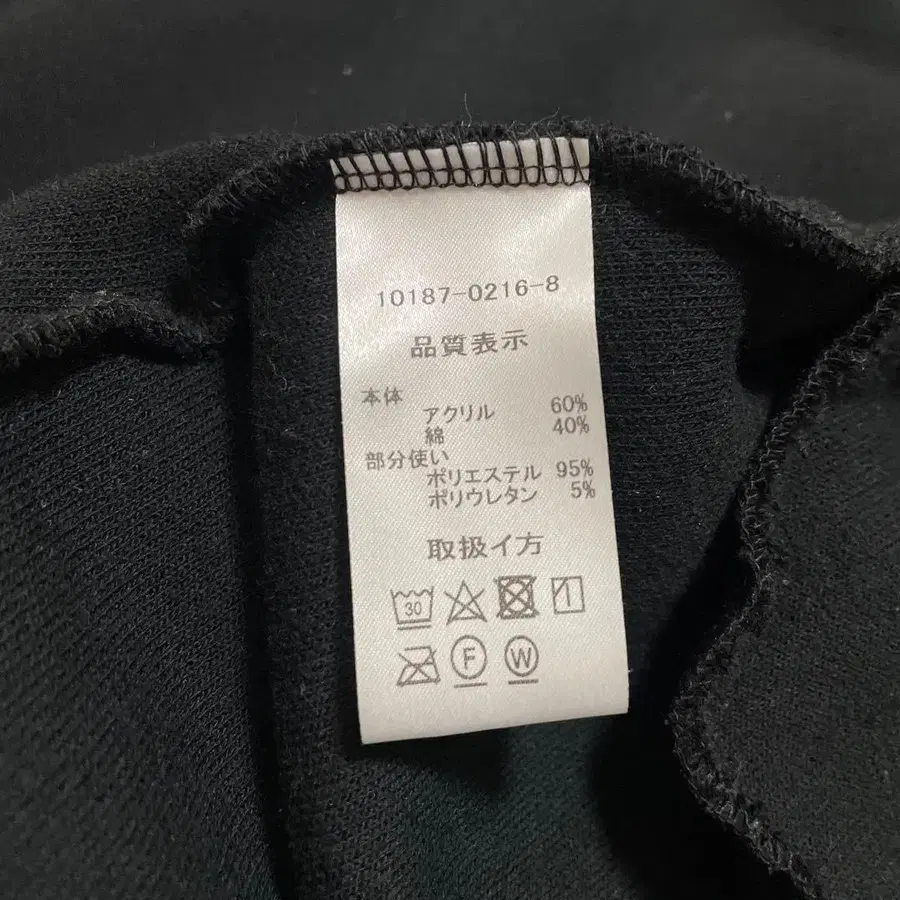 10187-0216-8
品質表示
本体
アクリル 60%
綿 40%
部分使い
ポリエステル 95%
ポリウレタン 5%
取扱イ方
30
F W